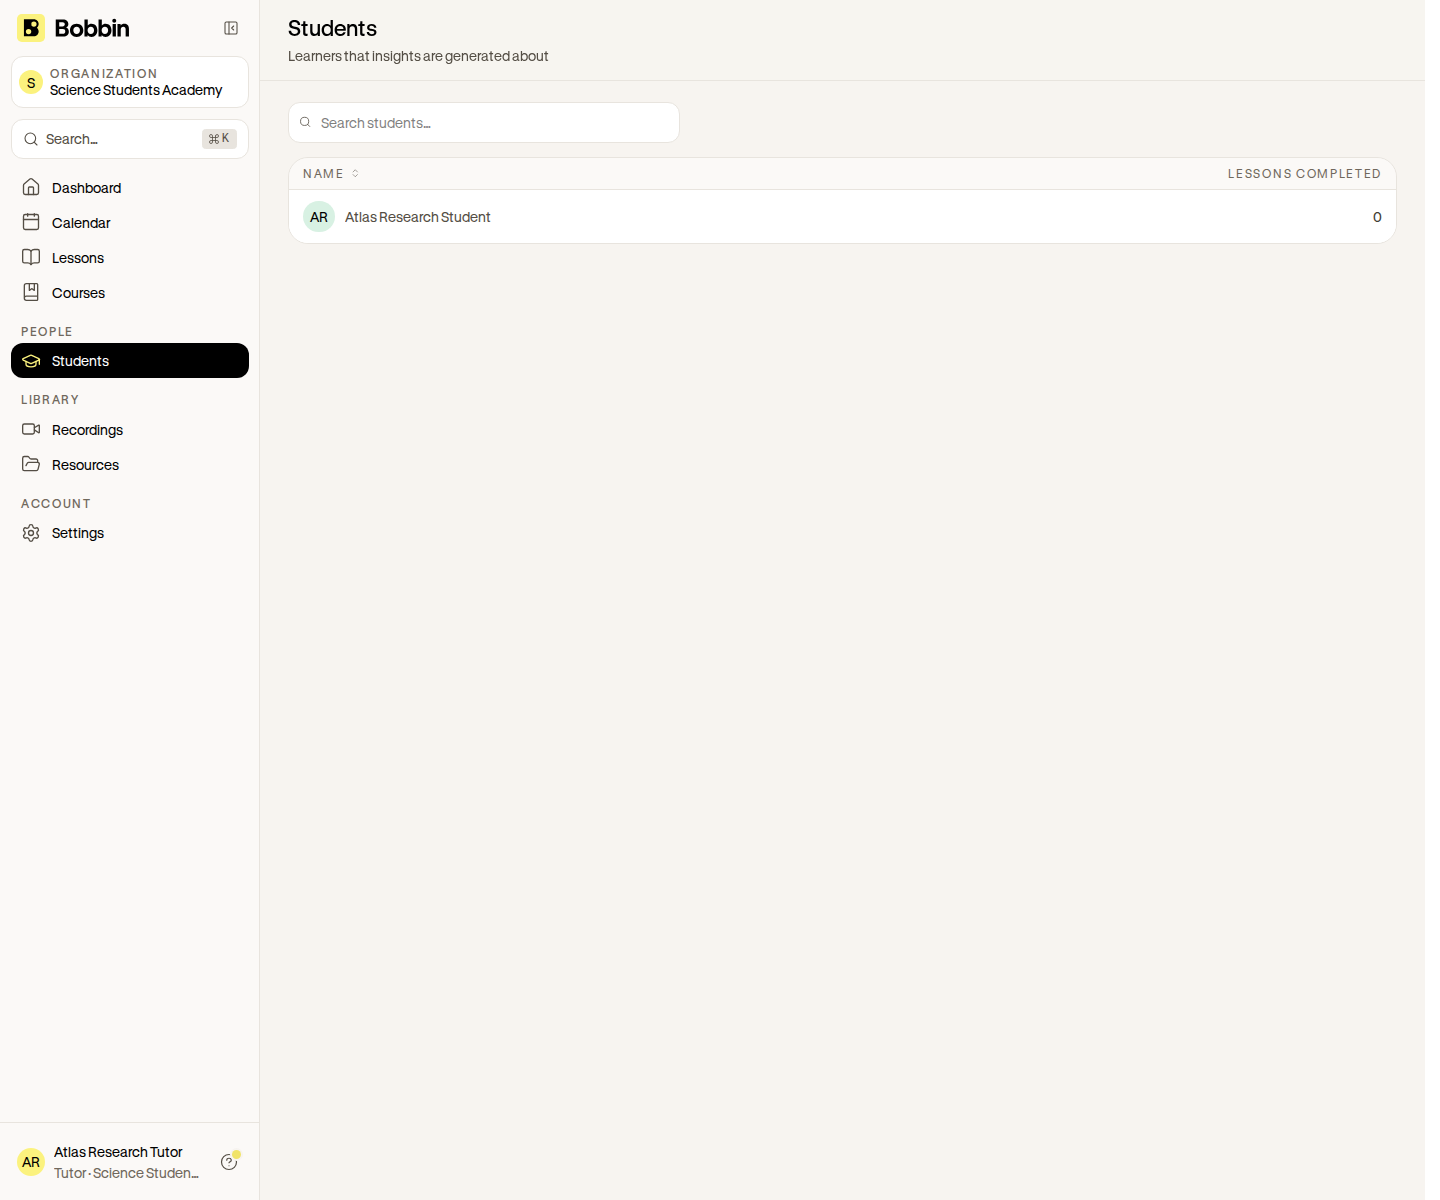 Bobbin
ORGANIZATION
S
Science Students Academy
Search…
⌘ K
Dashboard
Calendar
Lessons
Courses
PEOPLE
Students
LIBRARY
Recordings
Resources
ACCOUNT
Settings
AR
Atlas Research Tutor
Tutor · Science Studen…
Students
Learners that insights are generated about
Search students…
NAME
LESSONS COMPLETED
AR
Atlas Research Student
0